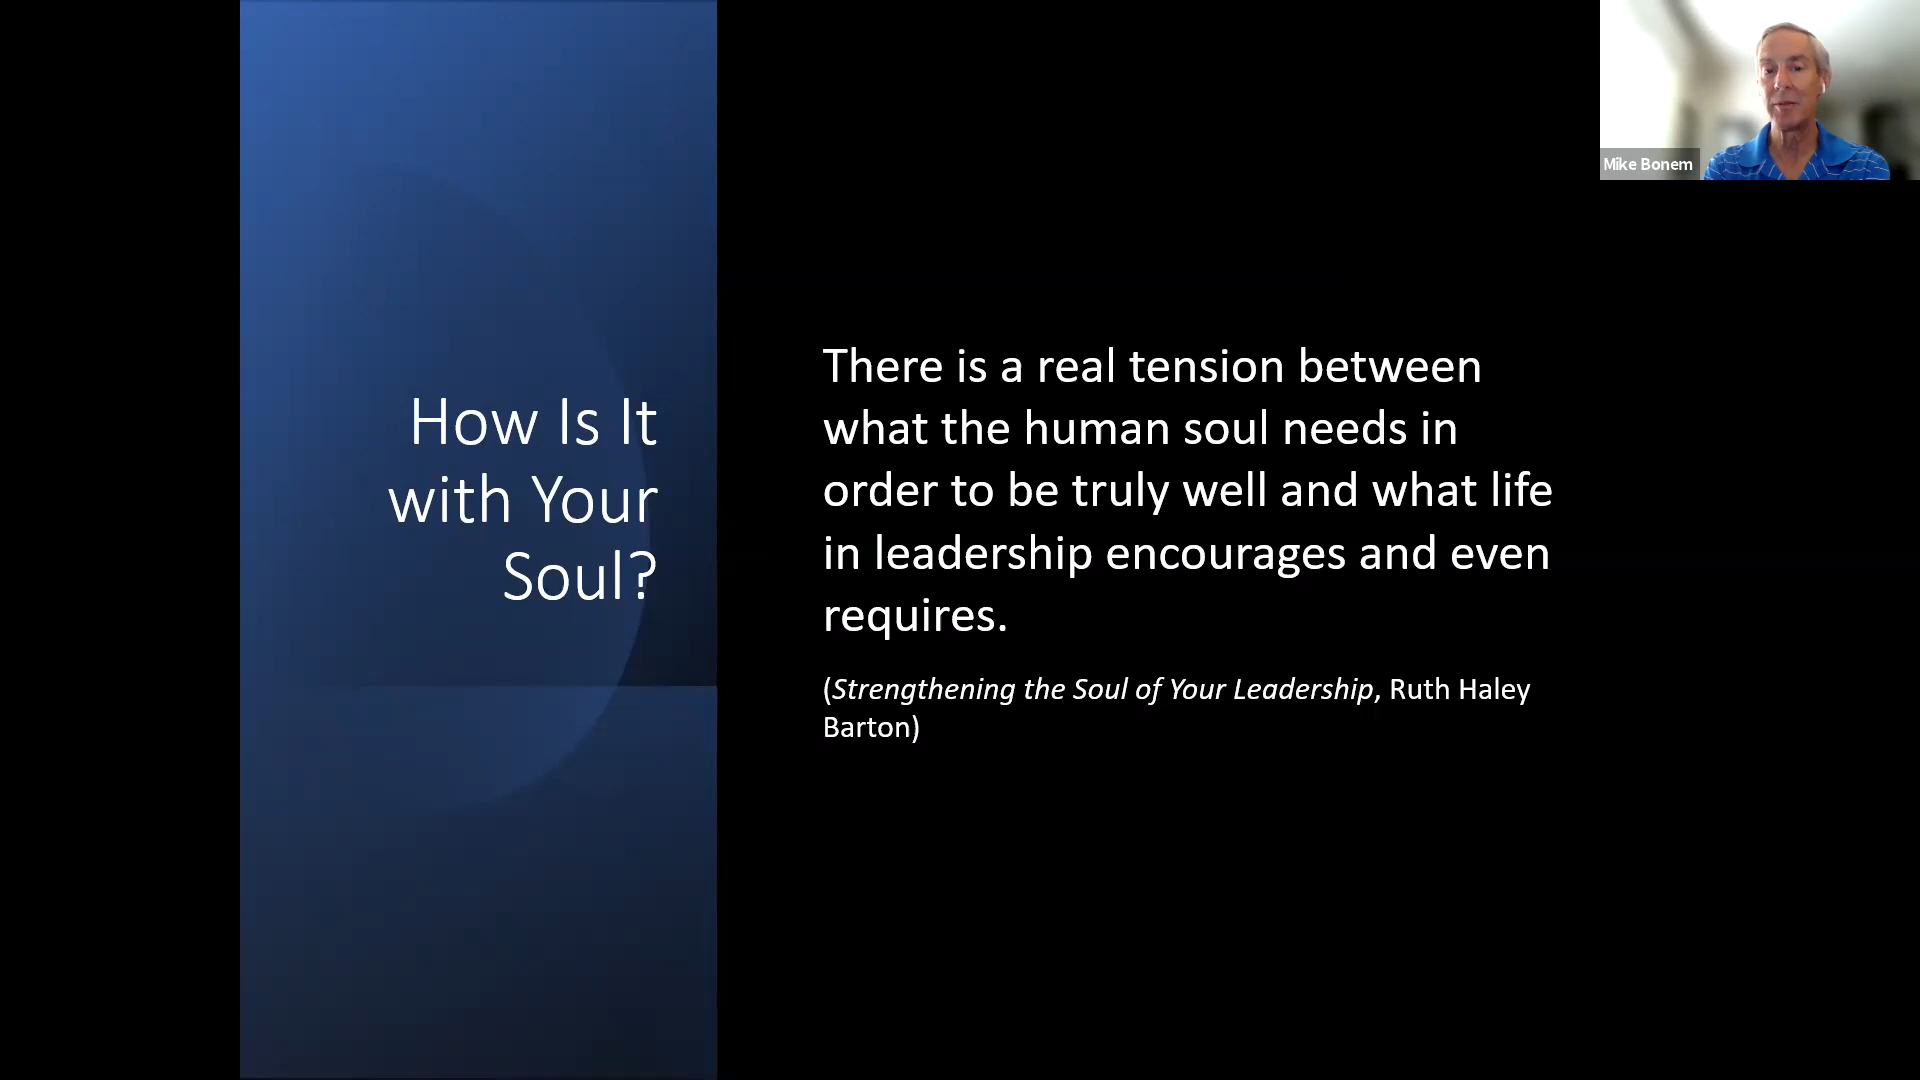 How Is It
with Your
Soul?
There is a real tension between
what the human soul needs in
order to be truly well and what life
in leadership encourages and even
requires.
(Strengthening the Soul of Your Leadership, Ruth Haley
Barton)
Mike Bonem